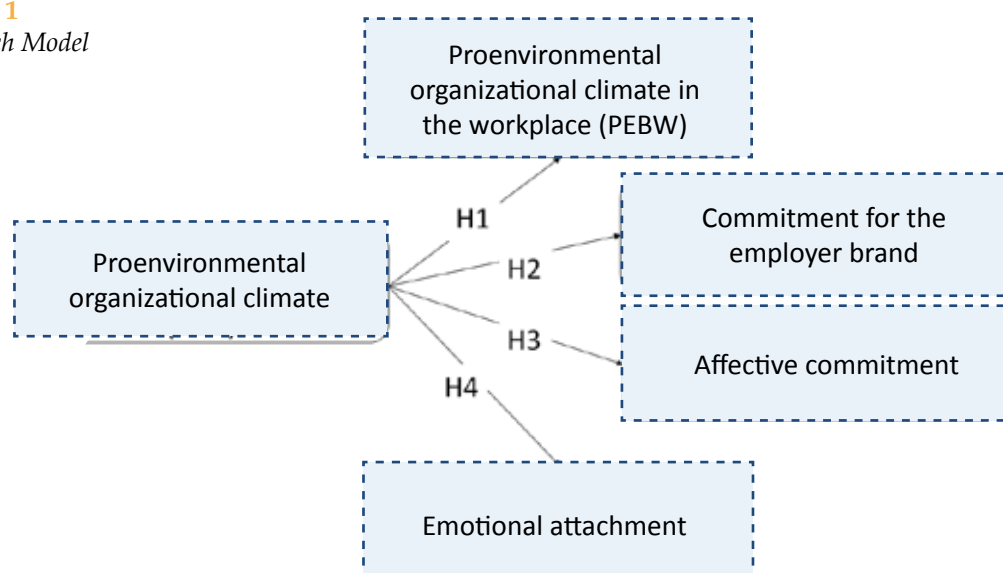 1
Model
Proenvironmental
organizational climate in
the workplace (PEBW)
H1
Commitment for the
employer brand
Proenvironmental
organizational climate
H2
H3
Affective commitment
H4
Emotional attachment